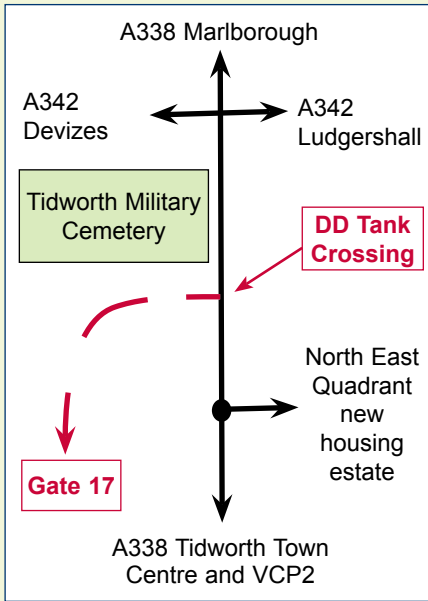 A338 Marlborough
A342
Devizes
A342
Ludgershall
Tidworth Military
Cemetery
DD Tank
Crossing
North East
Quadrant
new
housing
estate
Gate 17
A338 Tidworth Town
Centre and VCP2